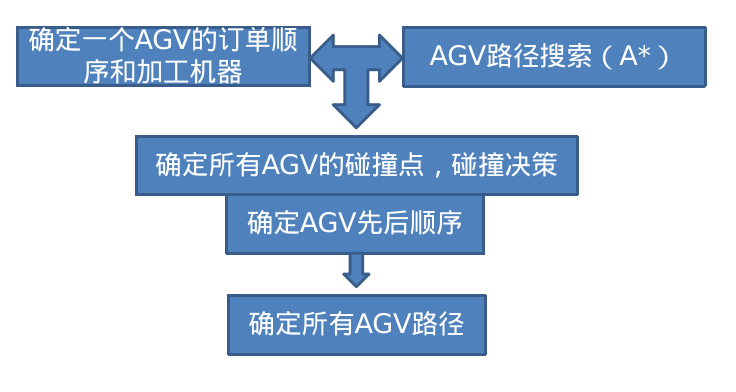 确定一个AGV的订单顺
序和加工机器
AGV路径搜索（A*）
确定所有AGV的碰撞点，碰撞决策
确定AGV先后顺序
确定所有AGV路径